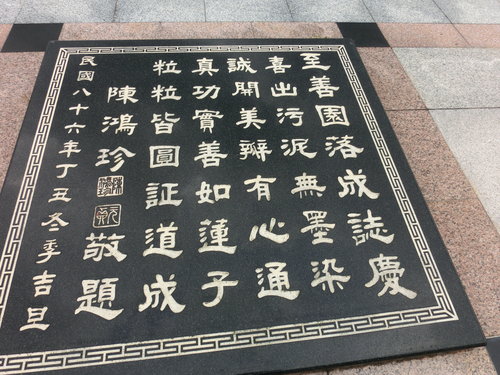 至善園落成誌慶
喜出污泥無墨染
誠開美瓣有心通
真功實善如蓮子
粒粒皆圓証道成
陳鴻珍敬題
民國八十六年丁丑冬季吉旦